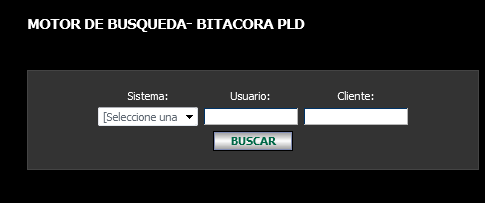 MOTOR DE BUSQUEDA- BITACORA PLD
Sistema: Usuario: Cliente:
[Seleccione una
BUSCAR